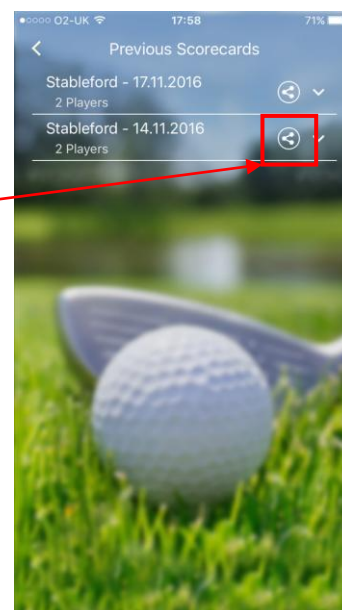 O2-UK 17:58 71%
Previous Scorecards
Stableford - 17.11.2016
2 Players
Stableford - 14.11.2016
2 Players